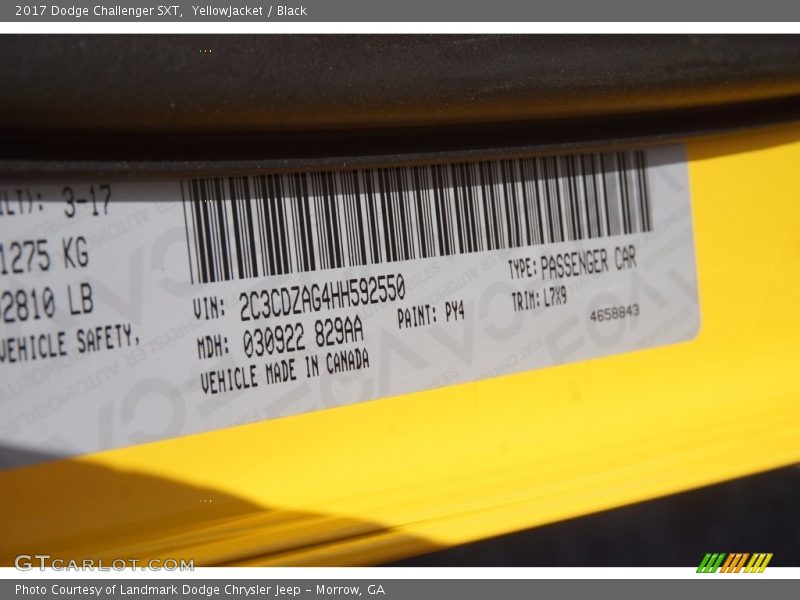 2017 Dodge Challenger SXT, YellowJacket / Black
3-17
1275 KG
2810 LB
VEHICLE SAFETY,
VIN: 2C3CDZAG4HH592550
MDH: 030922 829AA
VEHICLE MADE IN CANADA
PAINT: PY4
TYPE: PASSENGER CAR
TRIM: L7X9
4658843
GTCARLOT.COM
Photo Courtesy of Landmark Dodge Chrysler Jeep – Morrow, GA